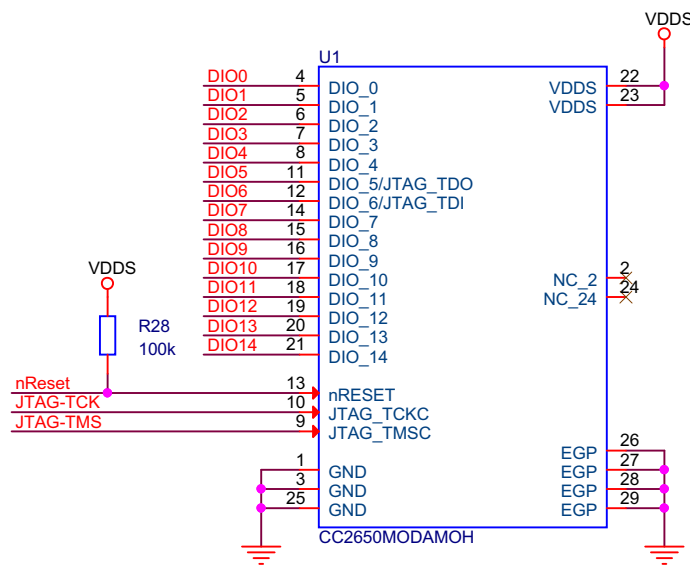 VDDS
U1
DIO0 4 DIO_0 VDDS 22
DIO1 5 DIO_1 VDDS 23
DIO2 6 DIO_2
DIO3 7 DIO_3
DIO4 8 DIO_4
DIO5 11 DIO_5/JTAG_TDO
DIO6 12 DIO_6/JTAG_TDI
DIO7 14 DIO_7
DIO8 15 DIO_8
DIO9 16 DIO_9
DIO10 17 DIO_10 NC_2 2
DIO11 18 DIO_11 NC_24 24
DIO12 19 DIO_12
DIO13 20 DIO_13
DIO14 21 DIO_14
VDDS
R28
100k
nReset 13 nRESET
JTAG-TCK 10 JTAG_TCKC
JTAG-TMS 9 JTAG_TMSC
EGP 26
1 GND EGP 27
3 GND EGP 28
25 GND EGP 29
CC2650MODAMOH